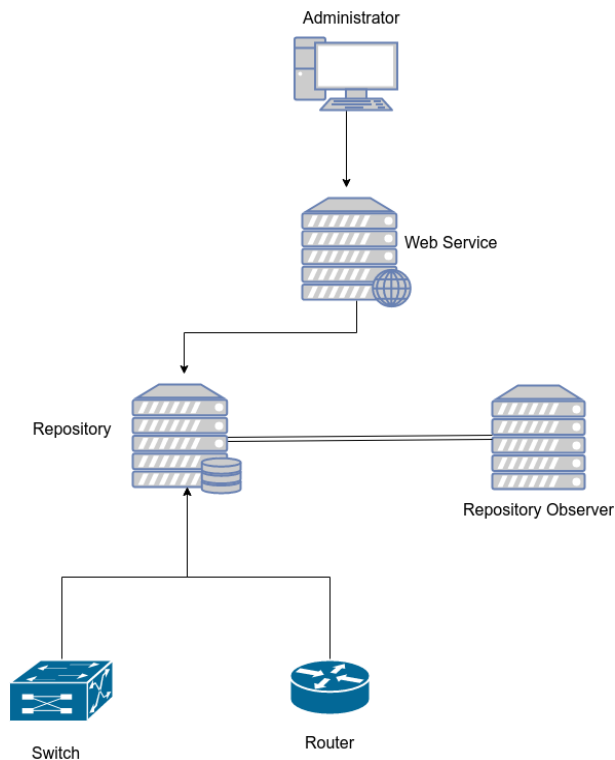 Administrator
Web Service
Repository
Repository Observer
Switch
Router